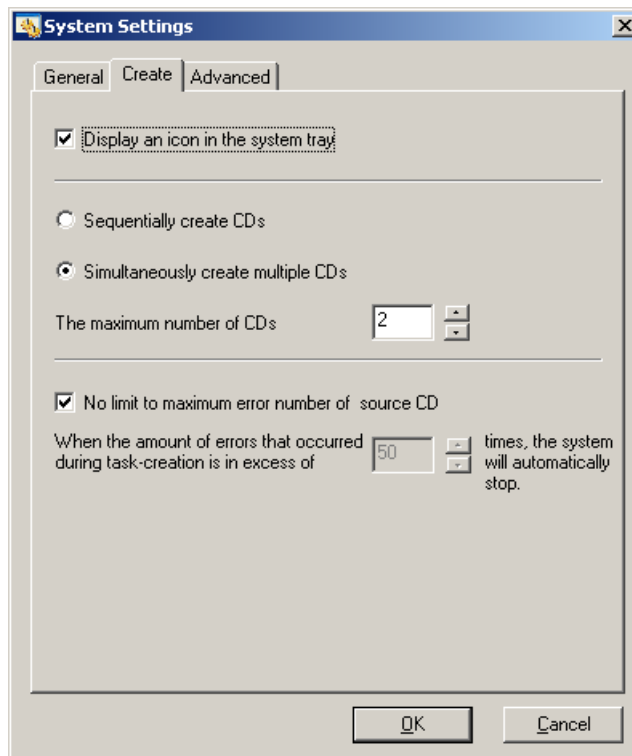 System Settings
General Create Advanced
Display an icon in the system tray
Sequentially create CDs
Simultaneously create multiple CDs
The maximum number of CDs 2
No limit to maximum error number of source CD
When the amount of errors that occurred 50 times, the system
during task-creation is in excess of will automatically
stop.
OK Cancel